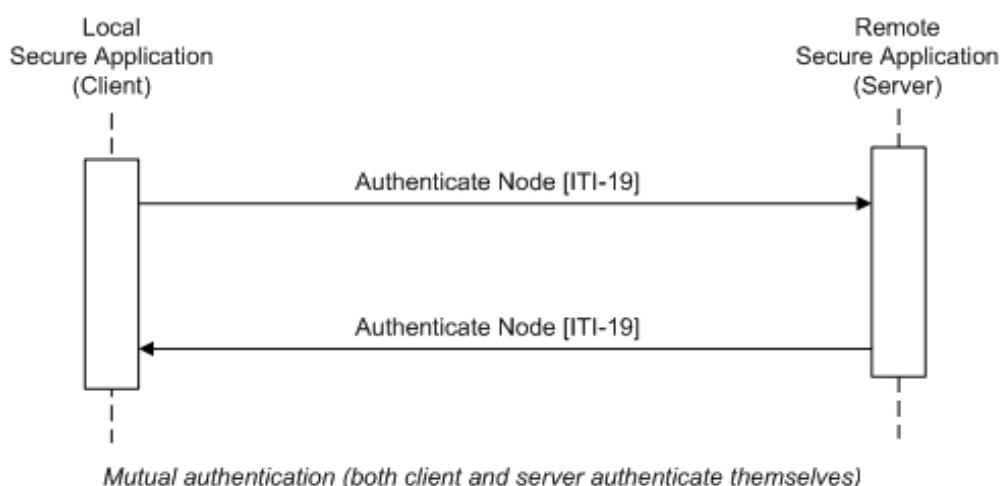 Local
Secure Application
(Client)
Remote
Secure Application
(Server)
Authenticate Node [ITI-19]
Authenticate Node [ITI-19]
Mutual authentication (both client and server authenticate themselves)